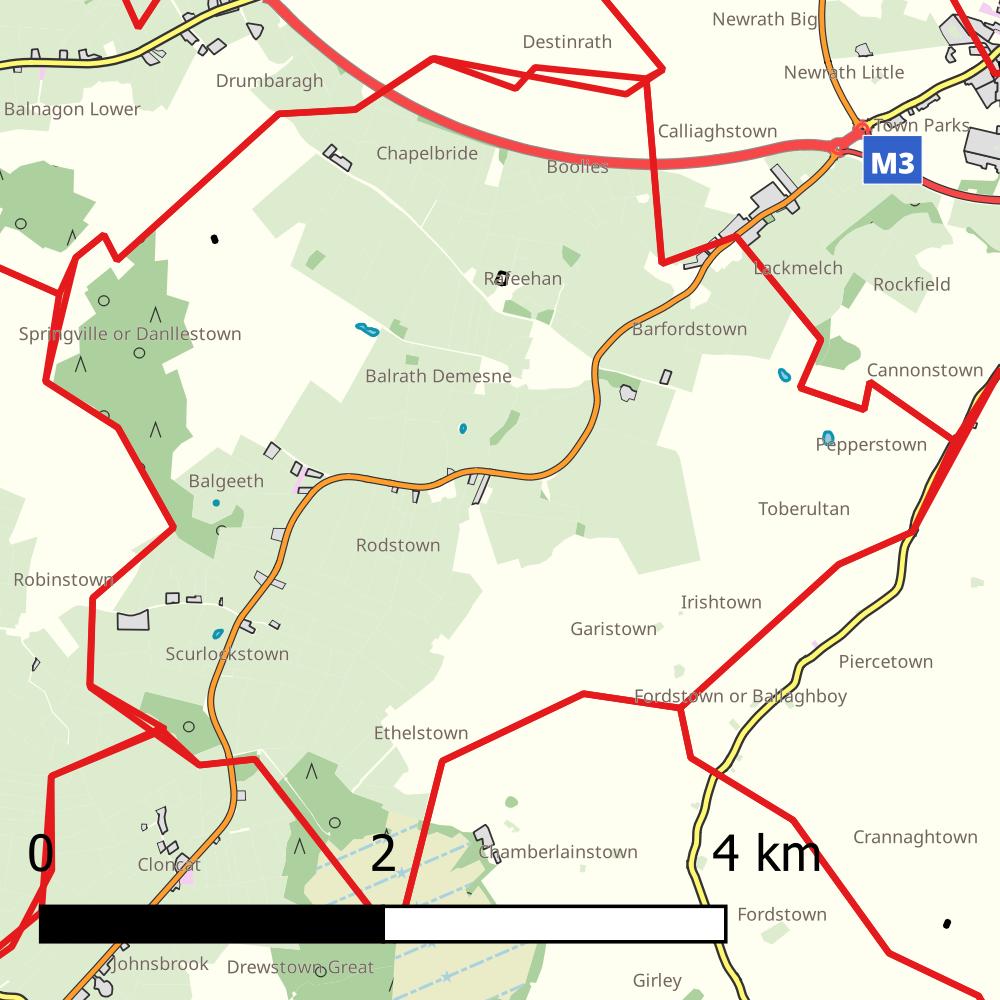 Newrath Big
Destinrath
Newrath Little
Drumbaragh
Balnagon Lower
Town Parks
Calliaghstown
Chapelbride
Boolies
M3
Lackmelch
Rafeehan
Rockfield
Barfordstown
Springville or Danllestown
Cannonstown
Balrath Demesne
Pepperstown
Balgeeth
Toberultan
Rodstown
Robinstown
Irishtown
Garistown
Scurlockstown
Piercetown
Fordstown or Ballaghboy
Ethelstown
Crannaghtown
0 2 4 km
Chamberlainstown
Cloncat
Fordstown
Johnsbrook
Drewstown Great
Girley